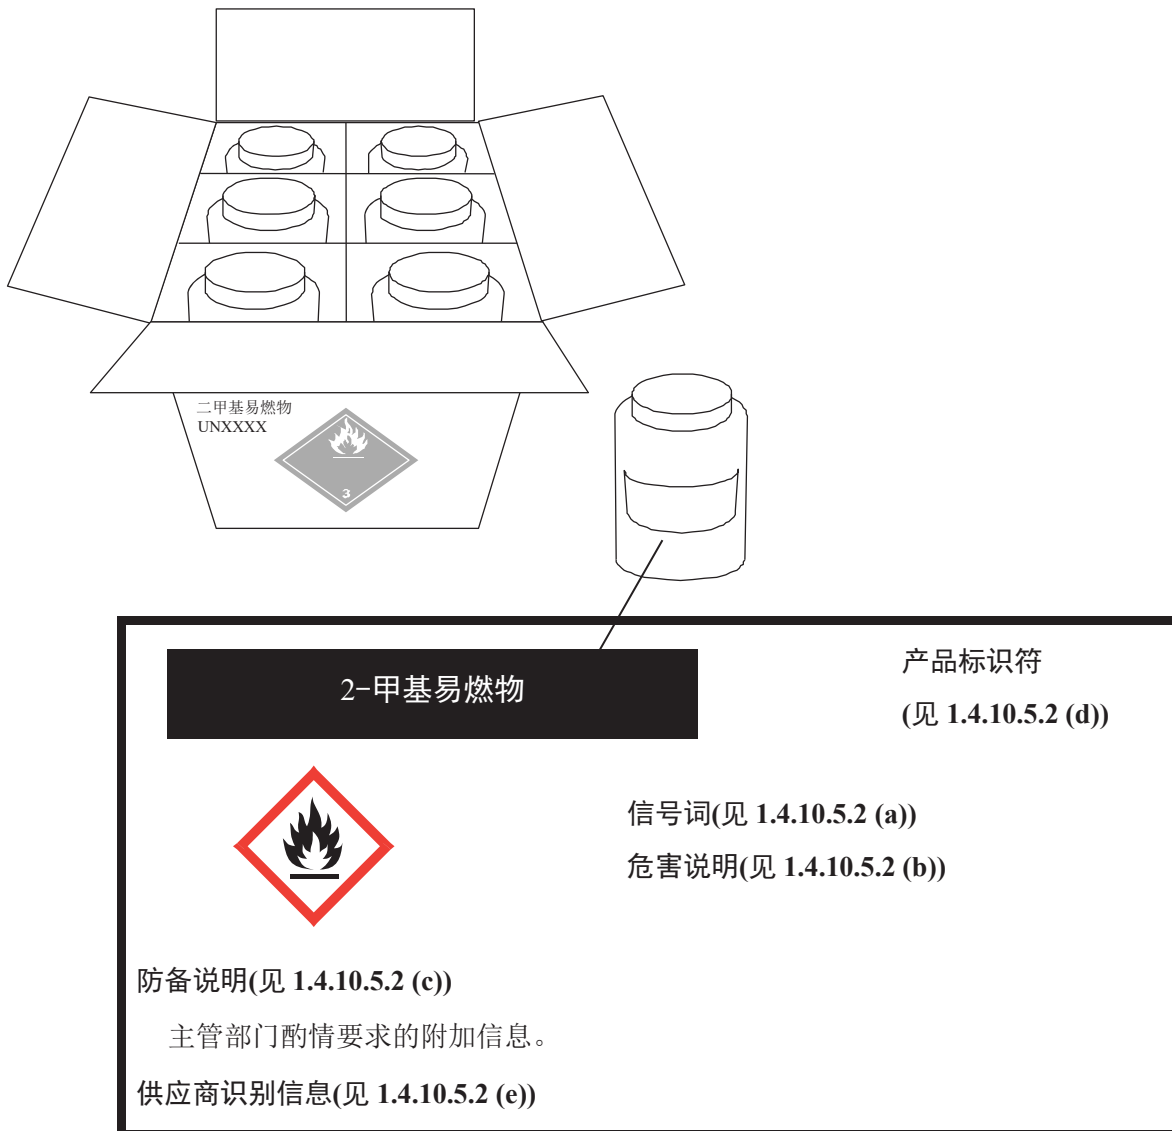 二甲基易燃物
UNXXXX
3
2-甲基易燃物
产品标识符
(见 1.4.10.5.2 (d))
信号词(见 1.4.10.5.2 (a))
危害说明(见 1.4.10.5.2 (b))
防备说明(见 1.4.10.5.2 (c))
主管部门酌情要求的附加信息。
供应商识别信息(见 1.4.10.5.2 (e))